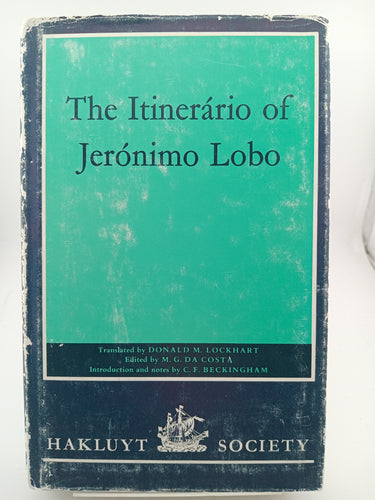 The Itinerário of
Jerónimo Lobo
Translated by DONALD M. LOCKHART
Edited by M. G. DA COSTA
Introduction and notes by C. F. BECKINGHAM
HAKLUYT SOCIETY